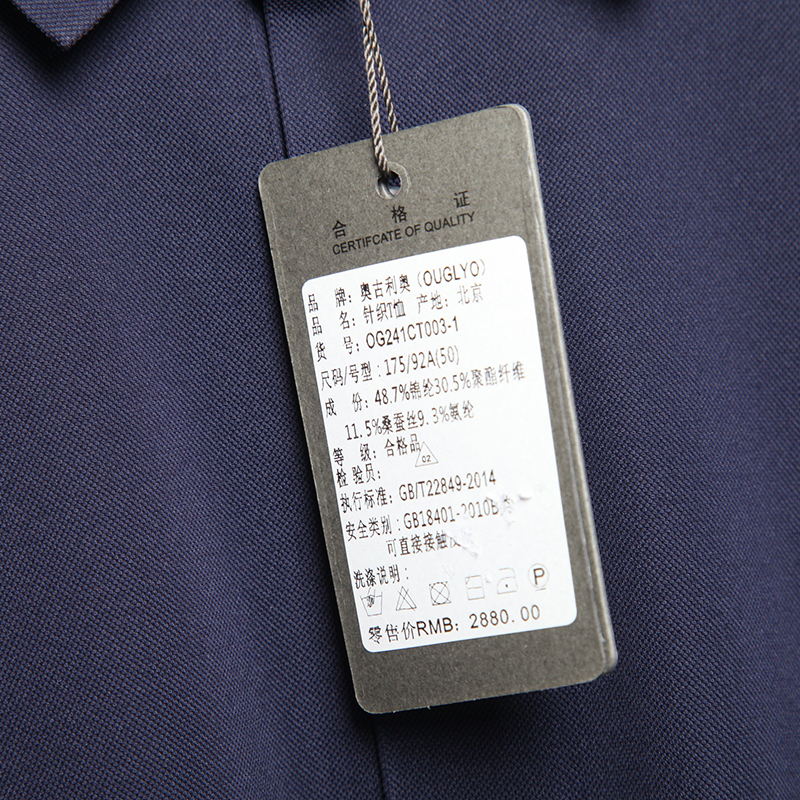 合格证
CERTIFCATE OF QUALITY
品 牌：奥古利奥（OUGLYO）
品 名：针织T恤 产地：北京
货 号：OG241CT003-1
尺码/号型：175/92A(50)
成 份：48.7%锦纶30.5%聚酯纤维
11.5%桑蚕丝9.3%氨纶
等 级：合格品
检验员：
02
执行标准：GB/T22849-2014
安全类别：GB18401-2010B
可直接接触
洗涤说明：
P
零售价RMB：2880.00